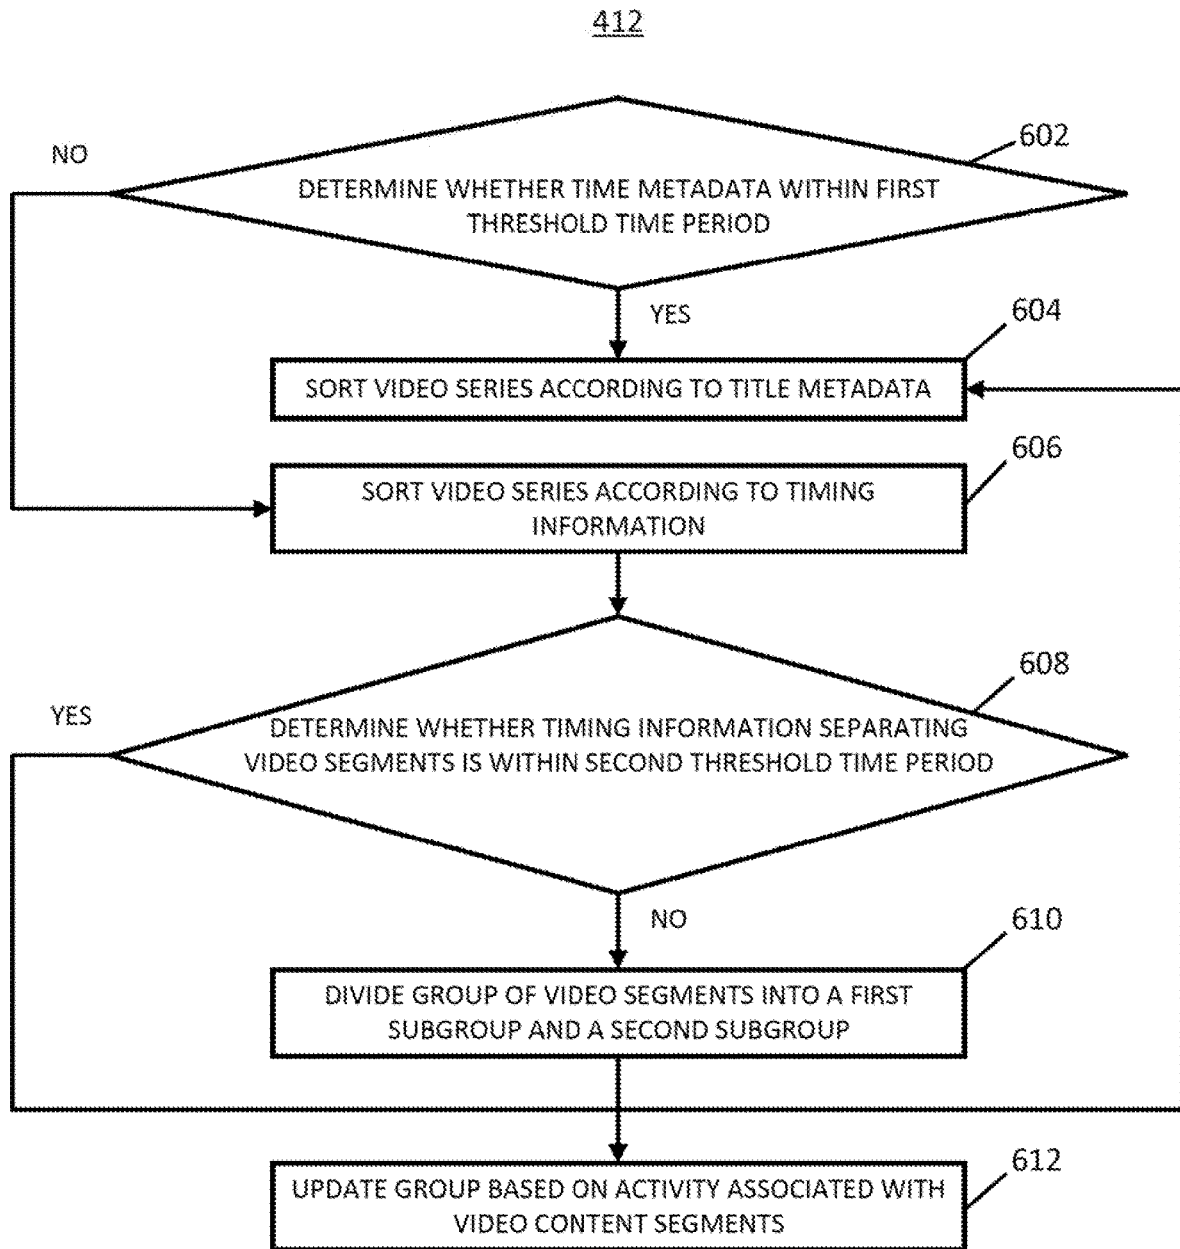 412
602
NO
DETERMINE WHETHER TIME METADATA WITHIN FIRST
THRESHOLD TIME PERIOD
YES
604
SORT VIDEO SERIES ACCORDING TO TITLE METADATA
606
SORT VIDEO SERIES ACCORDING TO TIMING
INFORMATION
608
YES
DETERMINE WHETHER TIMING INFORMATION SEPARATING
VIDEO SEGMENTS IS WITHIN SECOND THRESHOLD TIME PERIOD
NO
610
DIVIDE GROUP OF VIDEO SEGMENTS INTO A FIRST
SUBGROUP AND A SECOND SUBGROUP
612
UPDATE GROUP BASED ON ACTIVITY ASSOCIATED WITH
VIDEO CONTENT SEGMENTS